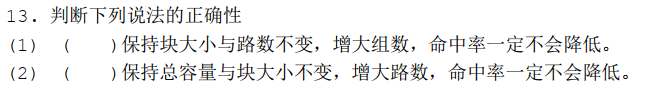 13. 判断下列说法的正确性
(1) (   )保持块大小与路数不变，增大组数，命中率一定不会降低。
(2) (   )保持总容量与块大小不变，增大路数，命中率一定不会降低。